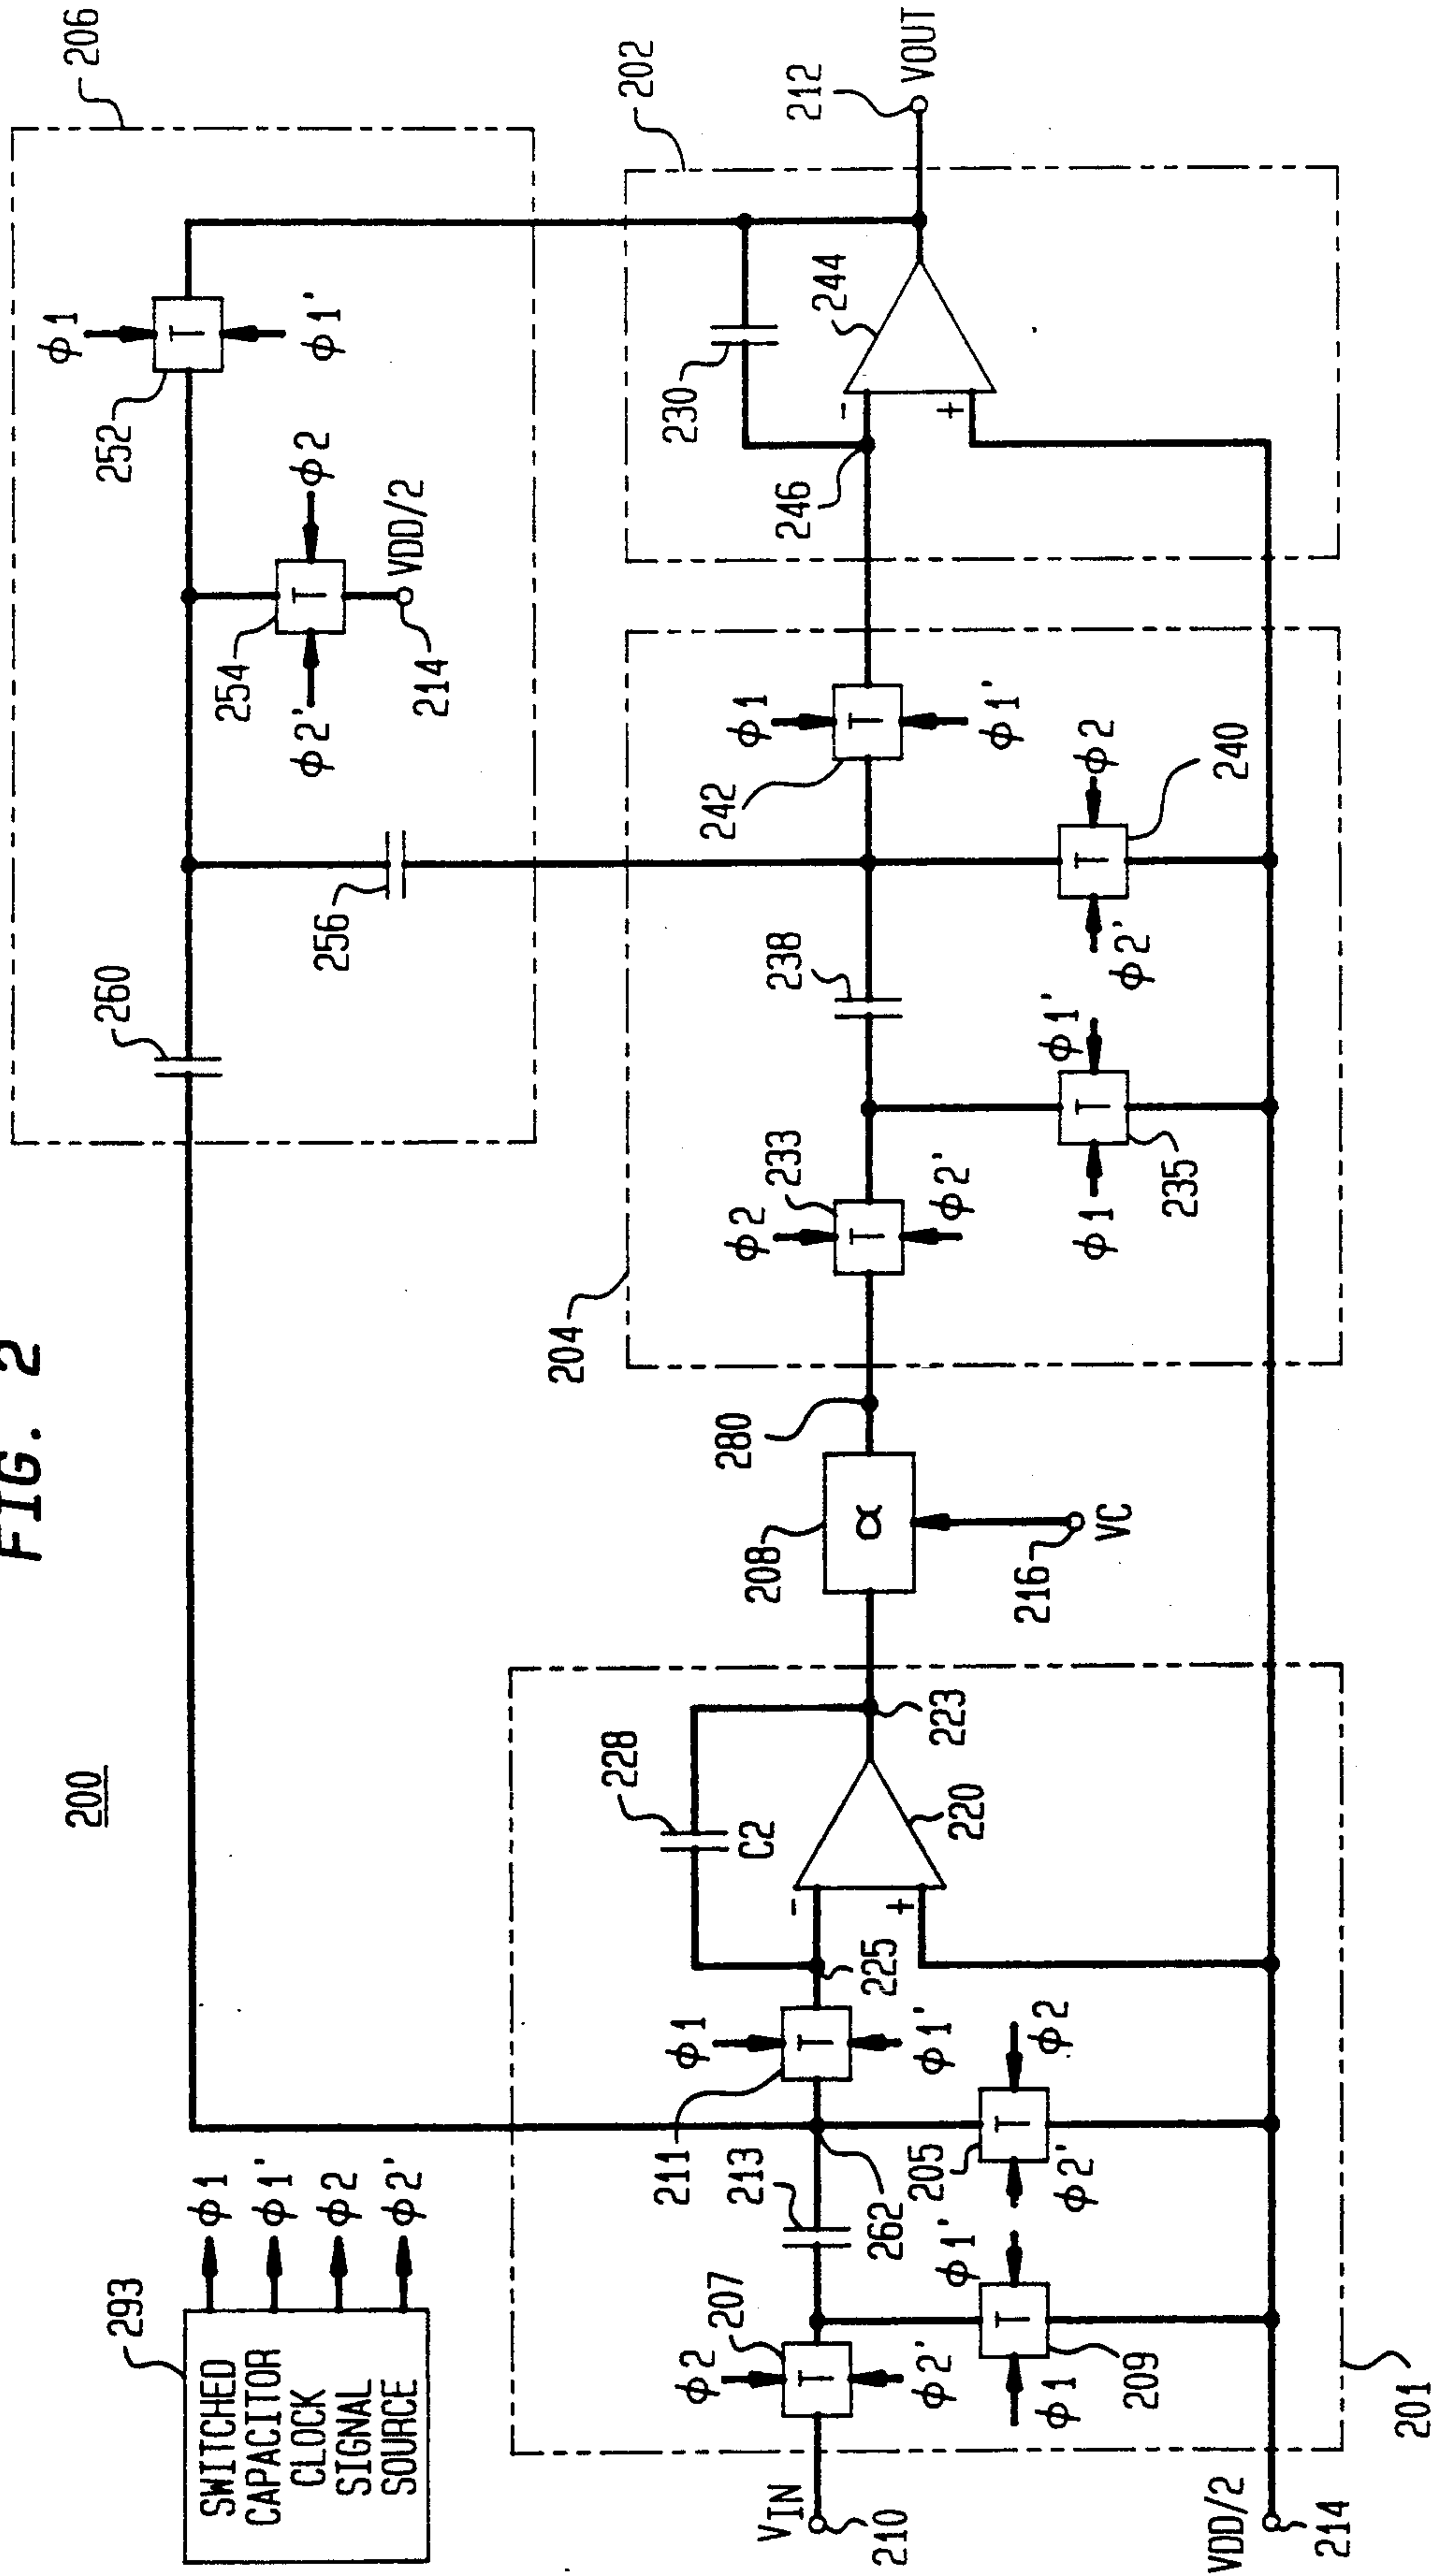 FIG. 2
200
293
SWITCHED
CAPACITOR
CLOCK
SIGNAL
SOURCE
ϕ1
ϕ1'
ϕ2
ϕ2'
206
260
252
ϕ1
T
ϕ1'
254
ϕ2'
T
ϕ2
VDD/2
214
256
201
VIN
210
ϕ2
207
T
ϕ2'
213
262
ϕ1
T
ϕ1'
209
211
ϕ1
T
ϕ1'
205
ϕ2'
T
ϕ2
225
228
C2
-
+
220
223
208
α
216
VC
280
204
ϕ2
233
T
ϕ2'
ϕ1
T
ϕ1'
235
238
242
ϕ1
T
ϕ1'
ϕ2'
T
ϕ2
240
202
230
246
-
+
244
212
VOUT
VDD/2
214